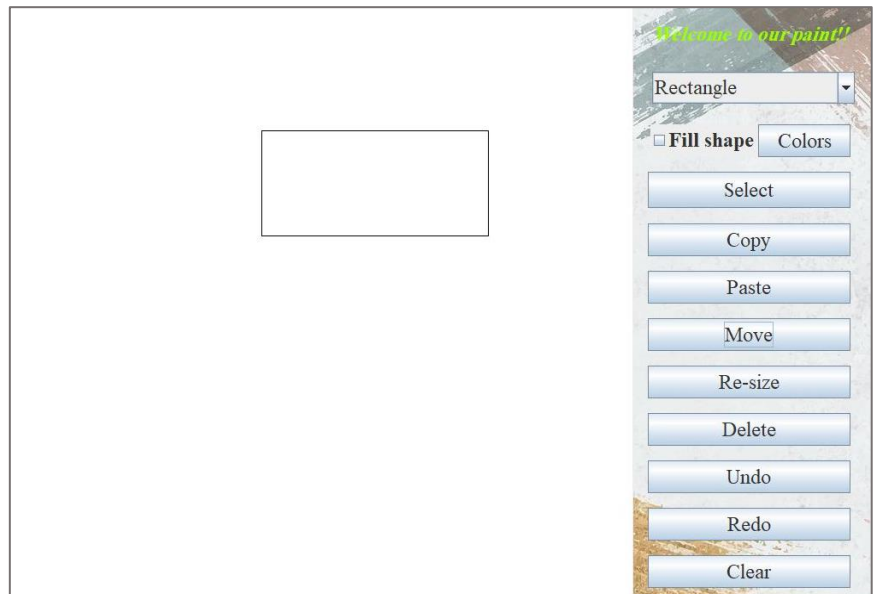 Welcome to our paint!!
Rectangle
Fill shape Colors
Select
Copy
Paste
Move
Re-size
Delete
Undo
Redo
Clear